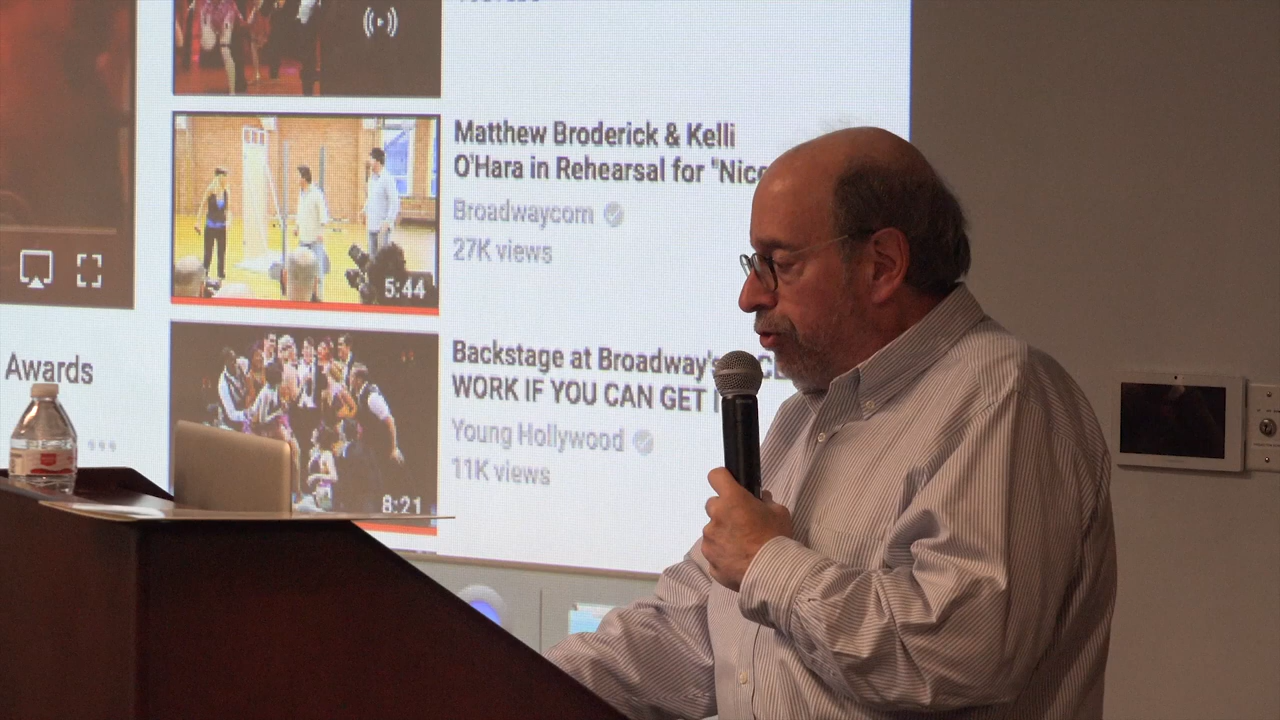 Matthew Broderick & Kelli
O'Hara in Rehearsal for "Nice
Broadwaycom
27K views
5:44
Awards
Backstage at Broadway's
WORK IF YOU CAN GET
Young Hollywood
11K views
8:21